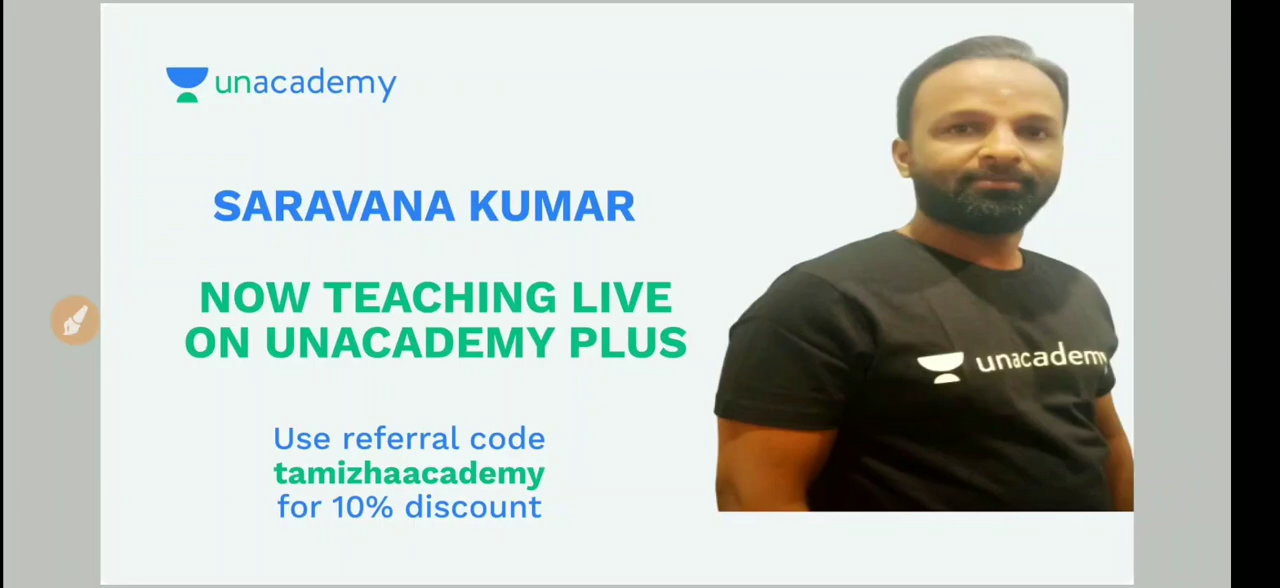 unacademy
SARAVANA KUMAR
NOW TEACHING LIVE
ON UNACADEMY PLUS
Use referral code
tamizhaacademy
for 10% discount
unacademy